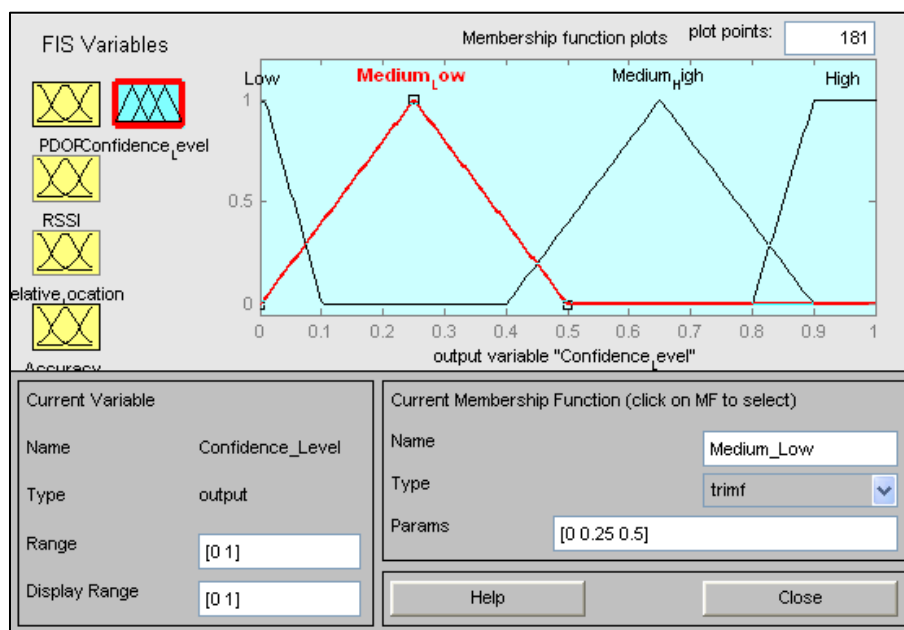 FIS Variables
Membership function plots
plot points:
181
Low
Medium_Low
Medium_High
High
1
0.5
0
PDOP
Confidence_Level
RSSI
elative_location
Accuracy
0 0.1 0.2 0.3 0.4 0.5 0.6 0.7 0.8 0.9 1
output variable "Confidence_Level"
Current Variable
Name Confidence_Level
Type output
Range [0 1]
Display Range [0 1]
Current Membership Function (click on MF to select)
Name Medium_Low
Type trimf
Params [0 0.25 0.5]
Help
Close